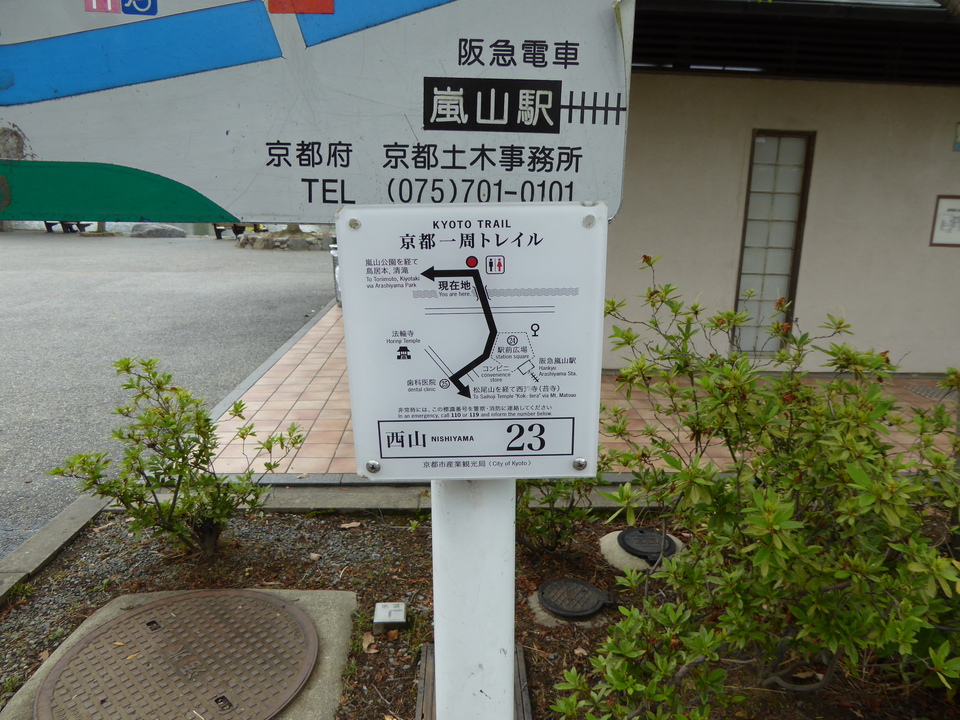 阪急電車
嵐山駅
京都府 京都土木事務所
TEL (075)701-0101
KYOTO TRAIL
京都一周トレイル
嵐山公園を経て
鳥居本、清滝
To Toriimoto, Kiyotaki
via Arashiyama Park
現在地
You are here.
法輪寺
Horinji Temple
24
駅前広場
station square
コンビニ
convenience
store
阪急嵐山駅
Hankyu
Arashiyama Sta.
歯科医院
dental clinic
25
松尾山を経て西芳寺(苔寺)
To Saihoji Temple "Koke-tera" via Mt. Matsuo
非常時には、この標識番号を警察・消防に連絡してください
In an emergency, call 110 or 119 and inform the number below.
西山 NISHIYAMA 23
京都市産業観光局 (City of Kyoto)